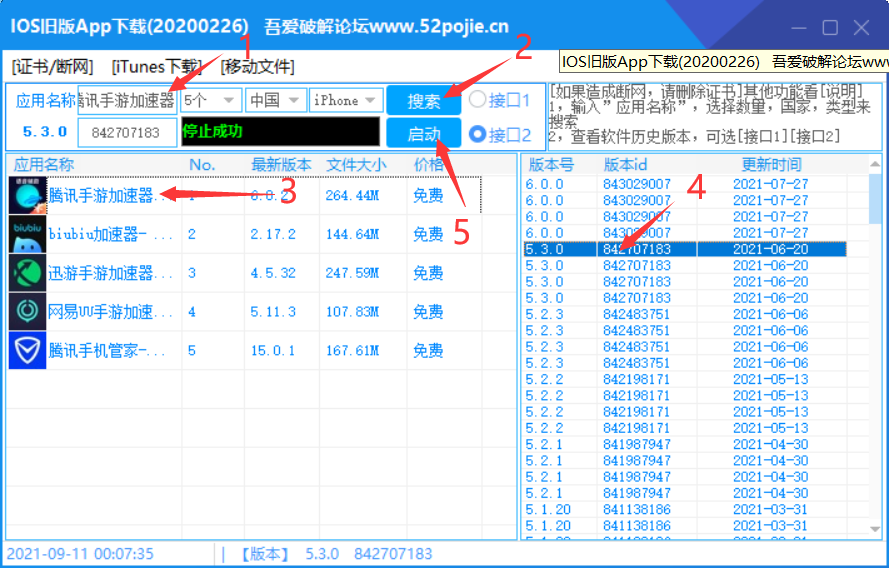 IOS旧版App下载(20200226) 吾爱破解论坛www.52pojie.cn
IOS旧版App下载(20200226) 吾爱破解论坛www
[证书/断网] [iTunes下载] [移动文件]
1
2
应用名称 腾讯手游加速器 5个 中国 iPhone 搜索 接口1
5.3.0 842707183 停止成功 启动 接口2
[如果造成断网，请删除证书]其他功能看[说明]
1，输入”应用名称”，选择数量，国家，类型来
搜索
2，查看软件历史版本，可选[接口1][接口2]
应用名称 No. 最新版本 文件大小 价格
腾讯手游加速器... 1 6.0.2 264.44M 免费
biubiu加速器-... 2 2.17.2 144.64M 免费
迅游手游加速器... 3 4.5.32 247.59M 免费
网易UU手游加速... 4 5.11.3 107.83M 免费
腾讯手机管家-... 5 15.0.1 167.61M 免费
3
5
4
版本号 版本id 更新时间
6.0.0 843029007 2021-07-27
6.0.0 843029007 2021-07-27
6.0.0 843029007 2021-07-27
6.0.0 843029007 2021-07-27
5.3.0 842707183 2021-06-20
5.3.0 842707183 2021-06-20
5.3.0 842707183 2021-06-20
5.3.0 842707183 2021-06-20
5.2.3 842483751 2021-06-06
5.2.3 842483751 2021-06-06
5.2.3 842483751 2021-06-06
5.2.3 842483751 2021-06-06
5.2.2 842198171 2021-05-13
5.2.2 842198171 2021-05-13
5.2.2 842198171 2021-05-13
5.2.2 842198171 2021-05-13
5.2.1 841987947 2021-04-30
5.2.1 841987947 2021-04-30
5.2.1 841987947 2021-04-30
5.2.1 841987947 2021-04-30
5.1.20 841138186 2021-03-31
5.1.20 841138186 2021-03-31
2021-09-11 00:07:35 | 【版本】 5.3.0 842707183